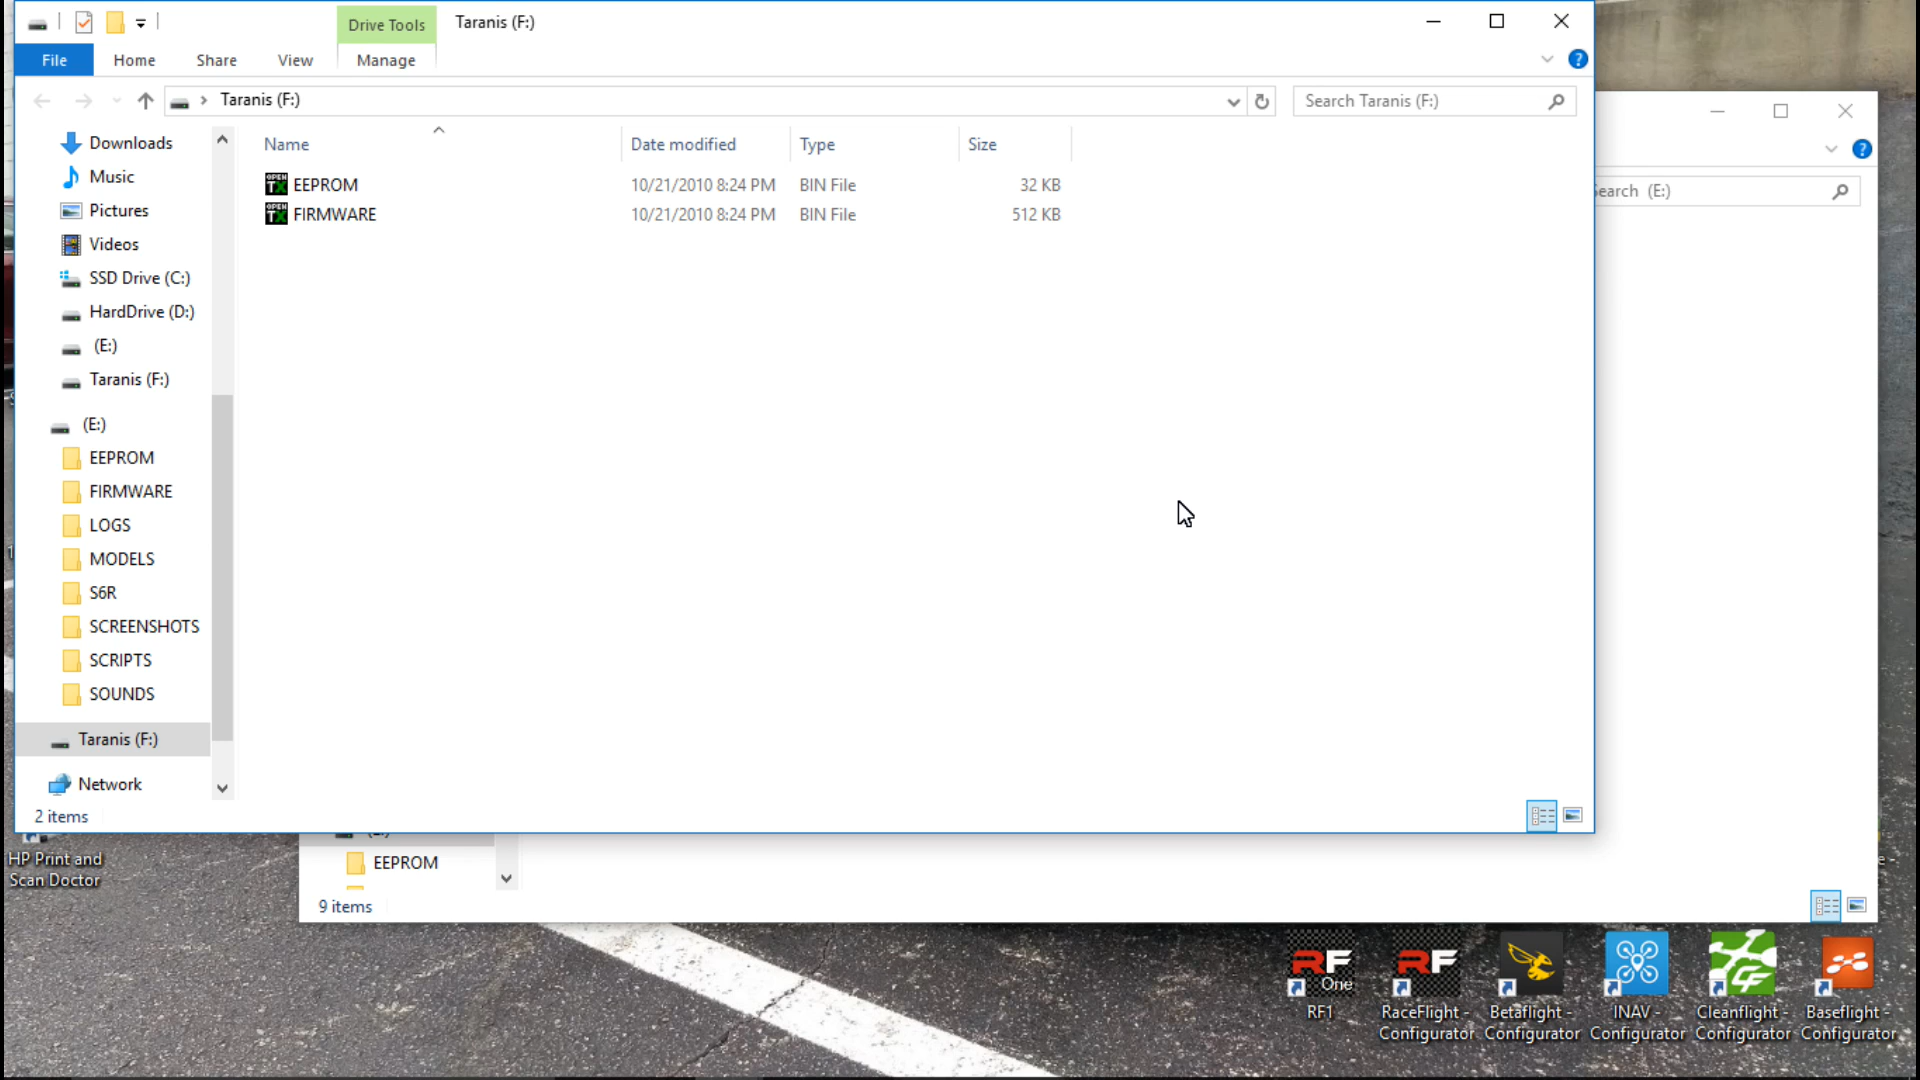 Drive Tools
Taranis (F:)
File
Home
Share
View
Manage
Taranis (F:)
Search Taranis (F:)
Name
Date modified
Type
Size
EEPROM
10/21/2010 8:24 PM
BIN File
32 KB
FIRMWARE
10/21/2010 8:24 PM
BIN File
512 KB
Downloads
Music
Pictures
Videos
SSD Drive (C:)
HardDrive (D:)
(E:)
Taranis (F:)
(E:)
EEPROM
FIRMWARE
LOGS
MODELS
S6R
SCREENSHOTS
SCRIPTS
SOUNDS
Taranis (F:)
Network
2 items
Search (E:)
EEPROM
9 items
HP Print and
Scan Doctor
RF
One
RF1
RF
RaceFlight -
Configurator
Betaflight -
Configurator
INAV -
Configurator
Cleanflight -
Configurator
Baseflight -
Configurator